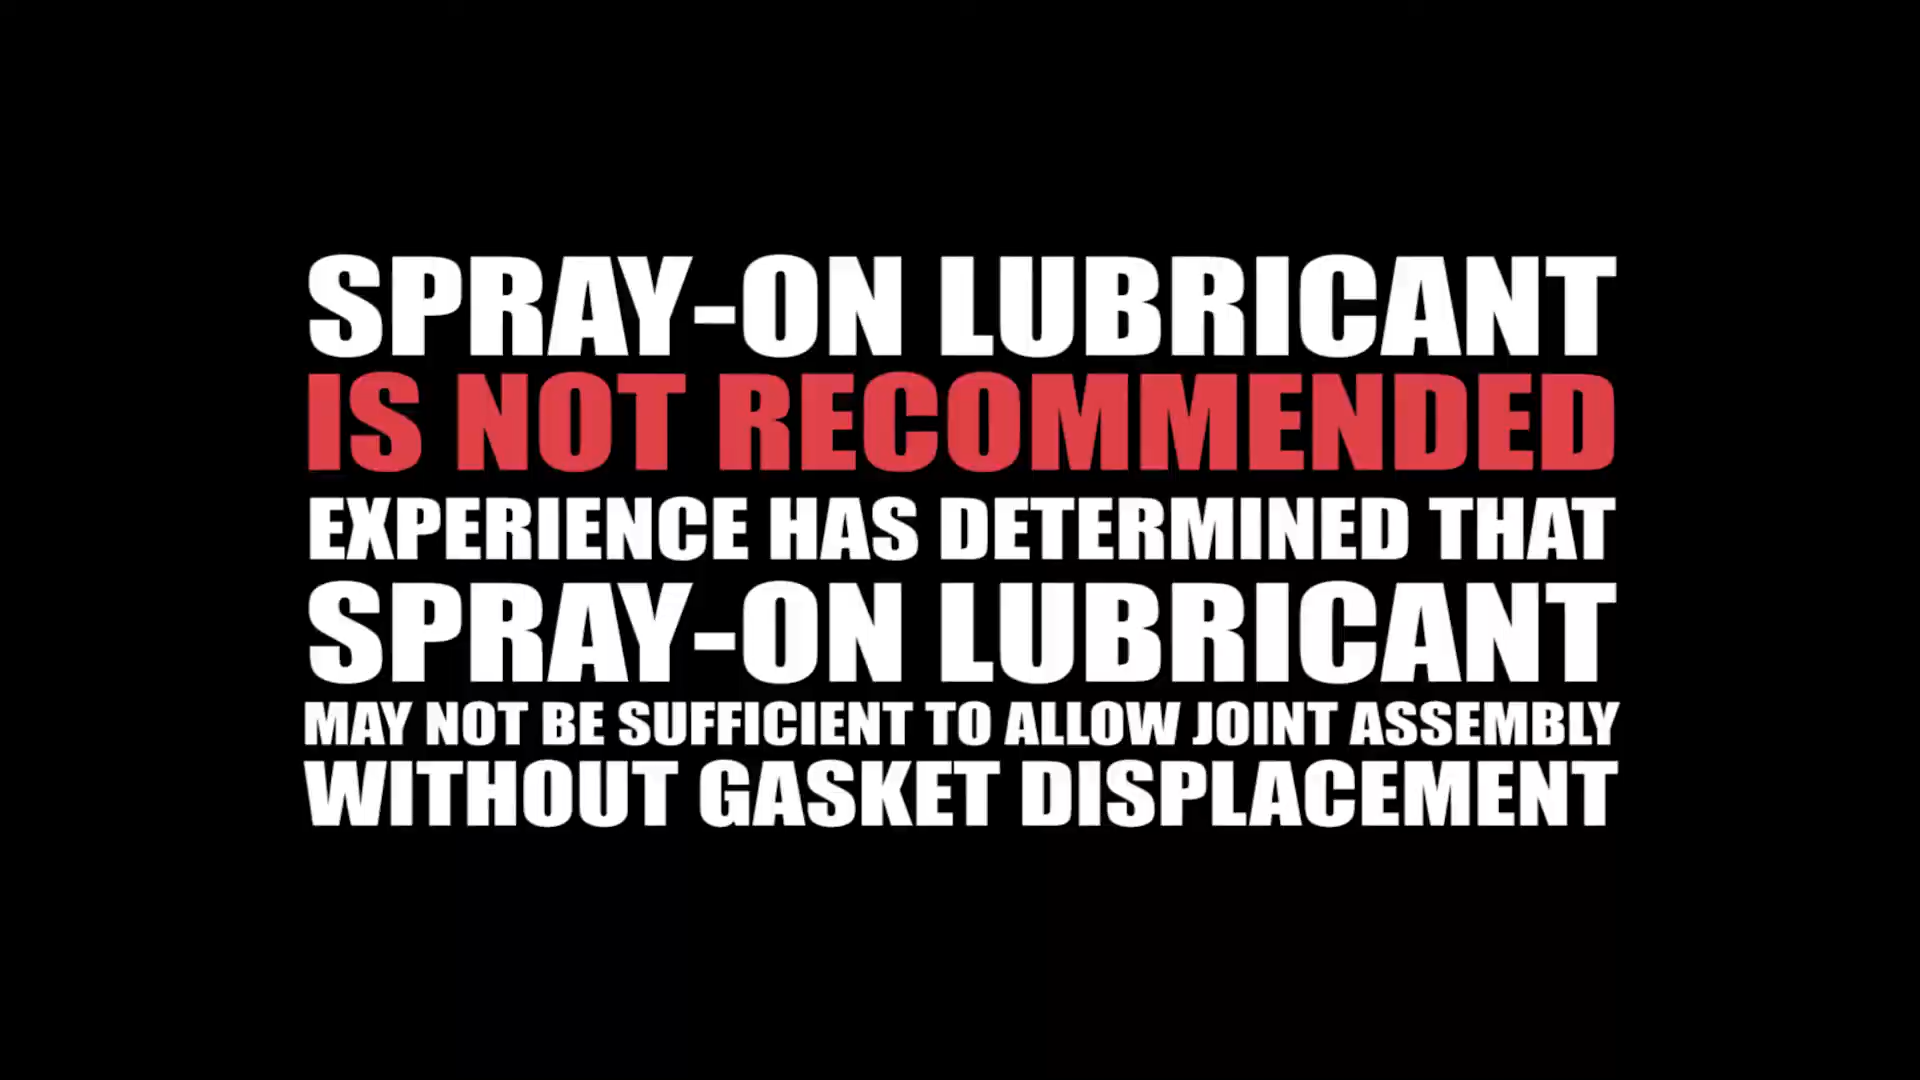 SPRAY-ON LUBRICANT
IS NOT RECOMMENDED
EXPERIENCE HAS DETERMINED THAT
SPRAY-ON LUBRICANT
MAY NOT BE SUFFICIENT TO ALLOW JOINT ASSEMBLY
WITHOUT GASKET DISPLACEMENT